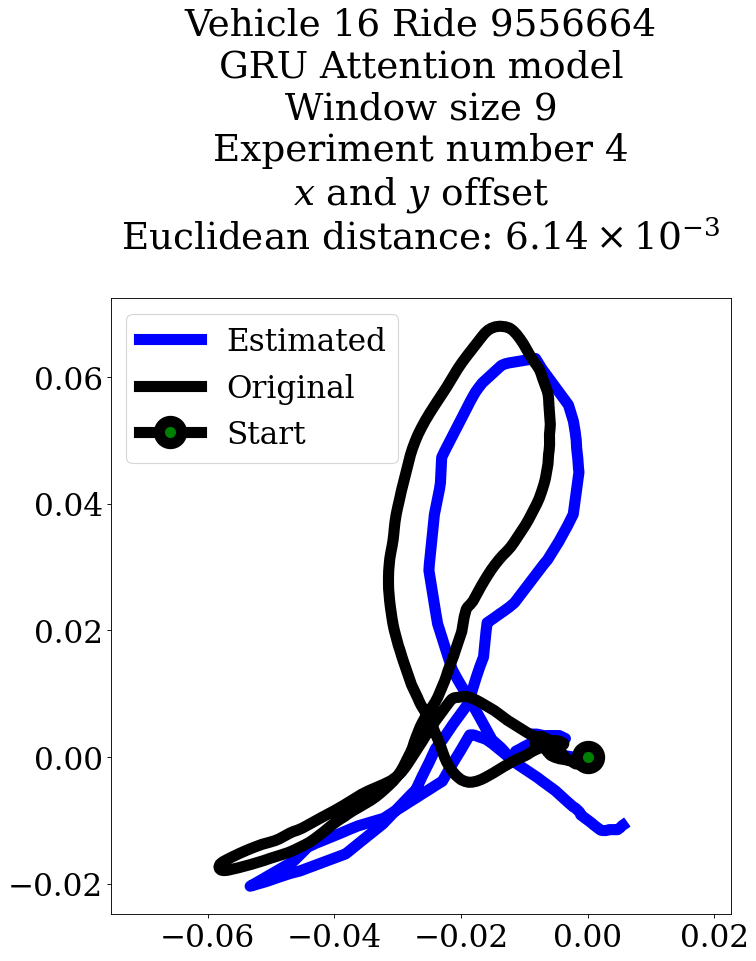 Vehicle 16 Ride 9556664
GRU Attention model
Window size 9
Experiment number 4
x and y offset
Euclidean distance: 6.14 × 10⁻³
Estimated
Original
Start
0.06
0.04
0.02
0.00
−0.02
−0.06 −0.04 −0.02 0.00 0.02